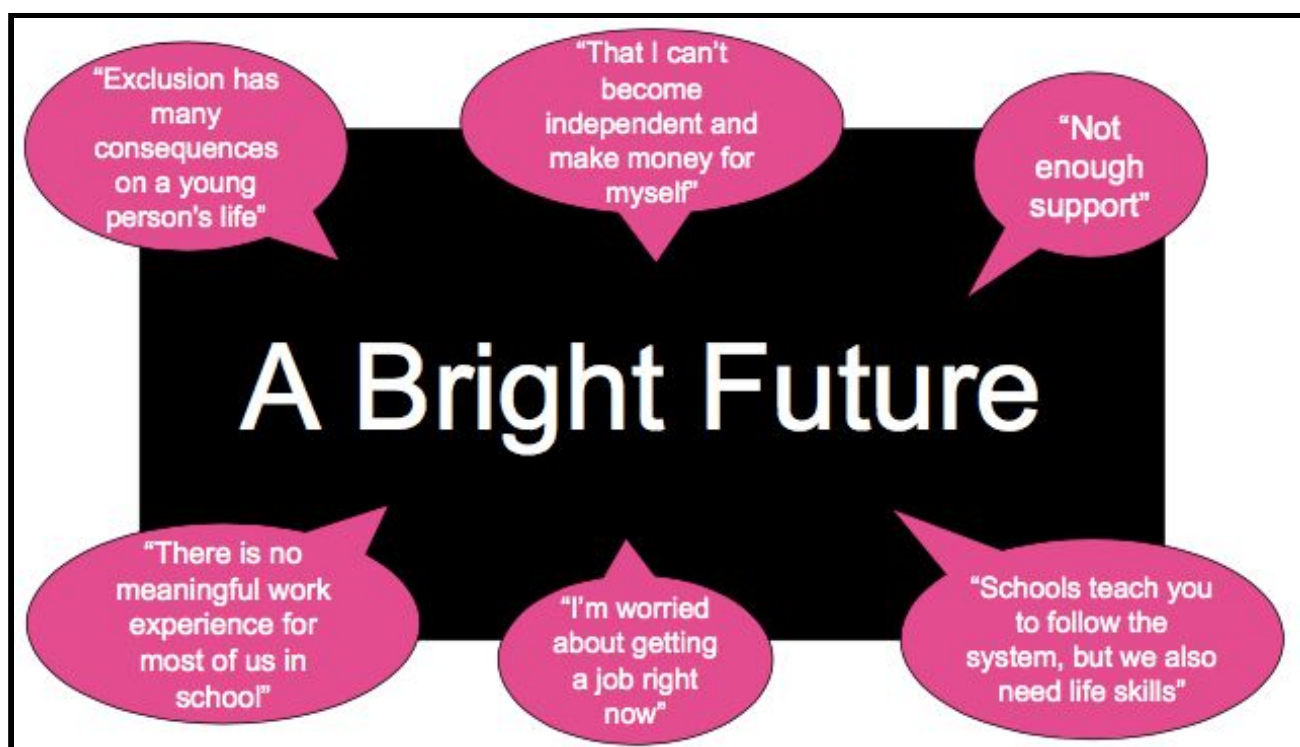 “Exclusion has
many
consequences
on a young
person’s life”
“That I can’t
become
independent and
make money for
myself”
“Not
enough
support”
A Bright Future
“There is no
meaningful work
experience for
most of us in
school”
“I’m worried
about getting
a job right
now”
“Schools teach you
to follow the
system, but we also
need life skills”